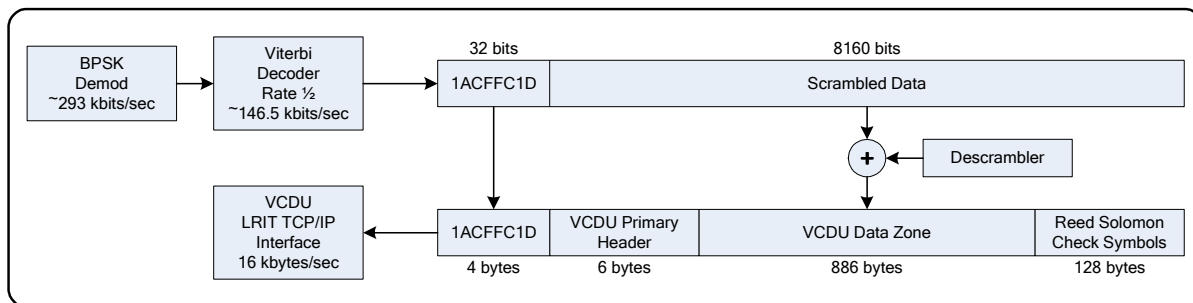 32 bits
8160 bits
BPSK
Demod
~293 kbits/sec
Viterbi
Decoder
Rate ½
~146.5 kbits/sec
1ACFFC1D
Scrambled Data
+
Descrambler
VCDU
LRIT TCP/IP
Interface
16 kbytes/sec
1ACFFC1D
VCDU Primary
Header
VCDU Data Zone
Reed Solomon
Check Symbols
4 bytes
6 bytes
886 bytes
128 bytes